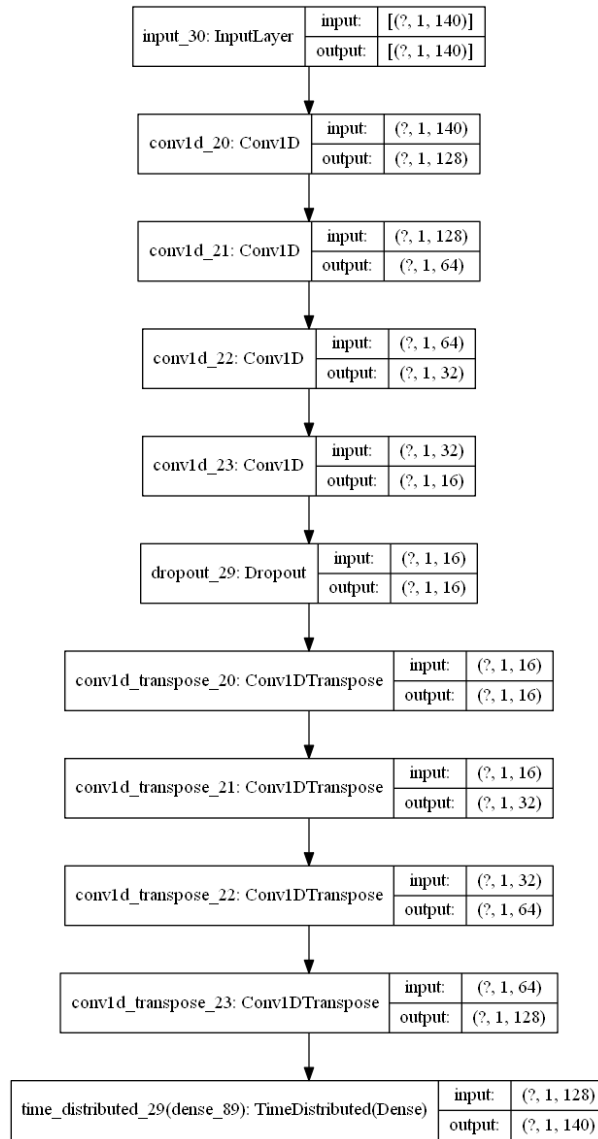 input_30: InputLayer
input: [(?, 1, 140)]
output: [(?, 1, 140)]
conv1d_20: Conv1D
input: (?, 1, 140)
output: (?, 1, 128)
conv1d_21: Conv1D
input: (?, 1, 128)
output: (?, 1, 64)
conv1d_22: Conv1D
input: (?, 1, 64)
output: (?, 1, 32)
conv1d_23: Conv1D
input: (?, 1, 32)
output: (?, 1, 16)
dropout_29: Dropout
input: (?, 1, 16)
output: (?, 1, 16)
conv1d_transpose_20: Conv1DTranspose
input: (?, 1, 16)
output: (?, 1, 16)
conv1d_transpose_21: Conv1DTranspose
input: (?, 1, 16)
output: (?, 1, 32)
conv1d_transpose_22: Conv1DTranspose
input: (?, 1, 32)
output: (?, 1, 64)
conv1d_transpose_23: Conv1DTranspose
input: (?, 1, 64)
output: (?, 1, 128)
time_distributed_29(dense_89): TimeDistributed(Dense)
input: (?, 1, 128)
output: (?, 1, 140)